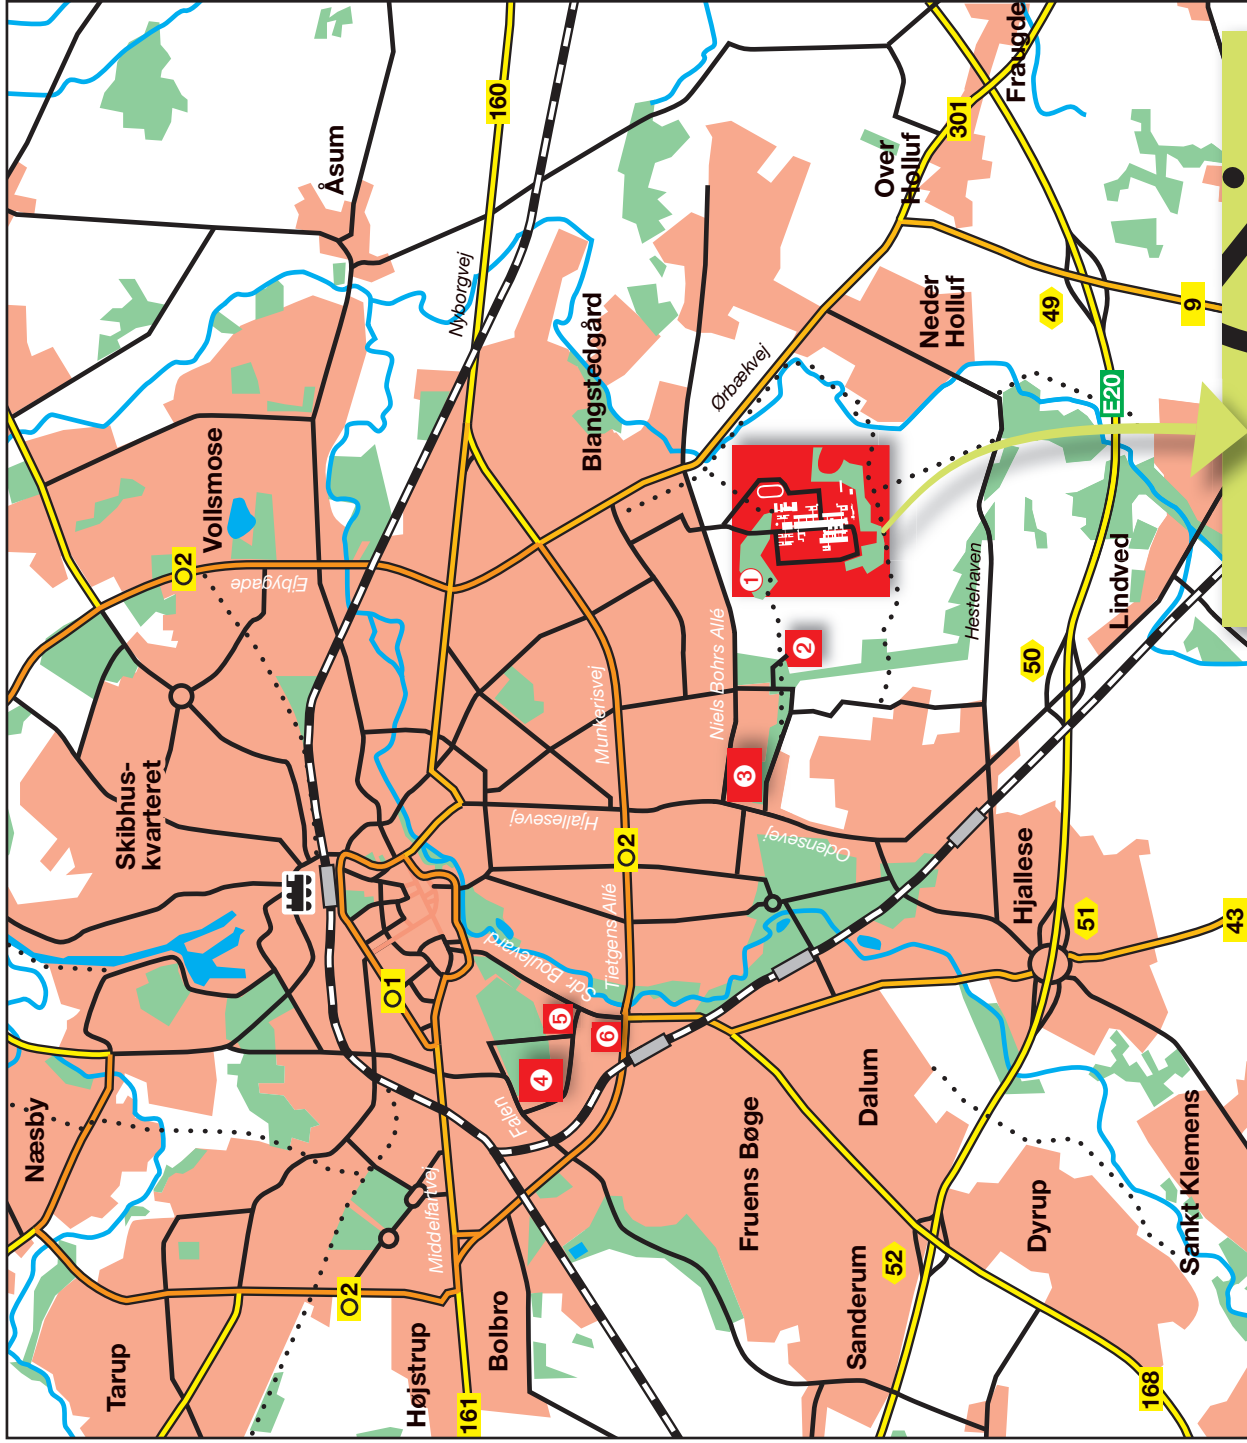 Næsby
Tarup
Højstrup
Bolbro
Skibhus-
kvarteret
Vollsmose
Åsum
Blangstedgård
Over
Holluf
Neder
Holluf
Fraugde
Fruens Bøge
Sanderum
Dalum
Dyrup
Sankt Klemens
Hjallese
Lindved
Middelfartvej
Falen
Sdr. Boulevard
Tietgens Allé
Hjallesevej
Munkerisvej
Niels Bohrs Allé
Odensevej
Hestehaven
Ejbygade
Nyborgvej
Ørbækvej
O2
O2
O2
O1
160
161
168
301
9
43
E20
49
50
51
52
1
2
3
4
5
6